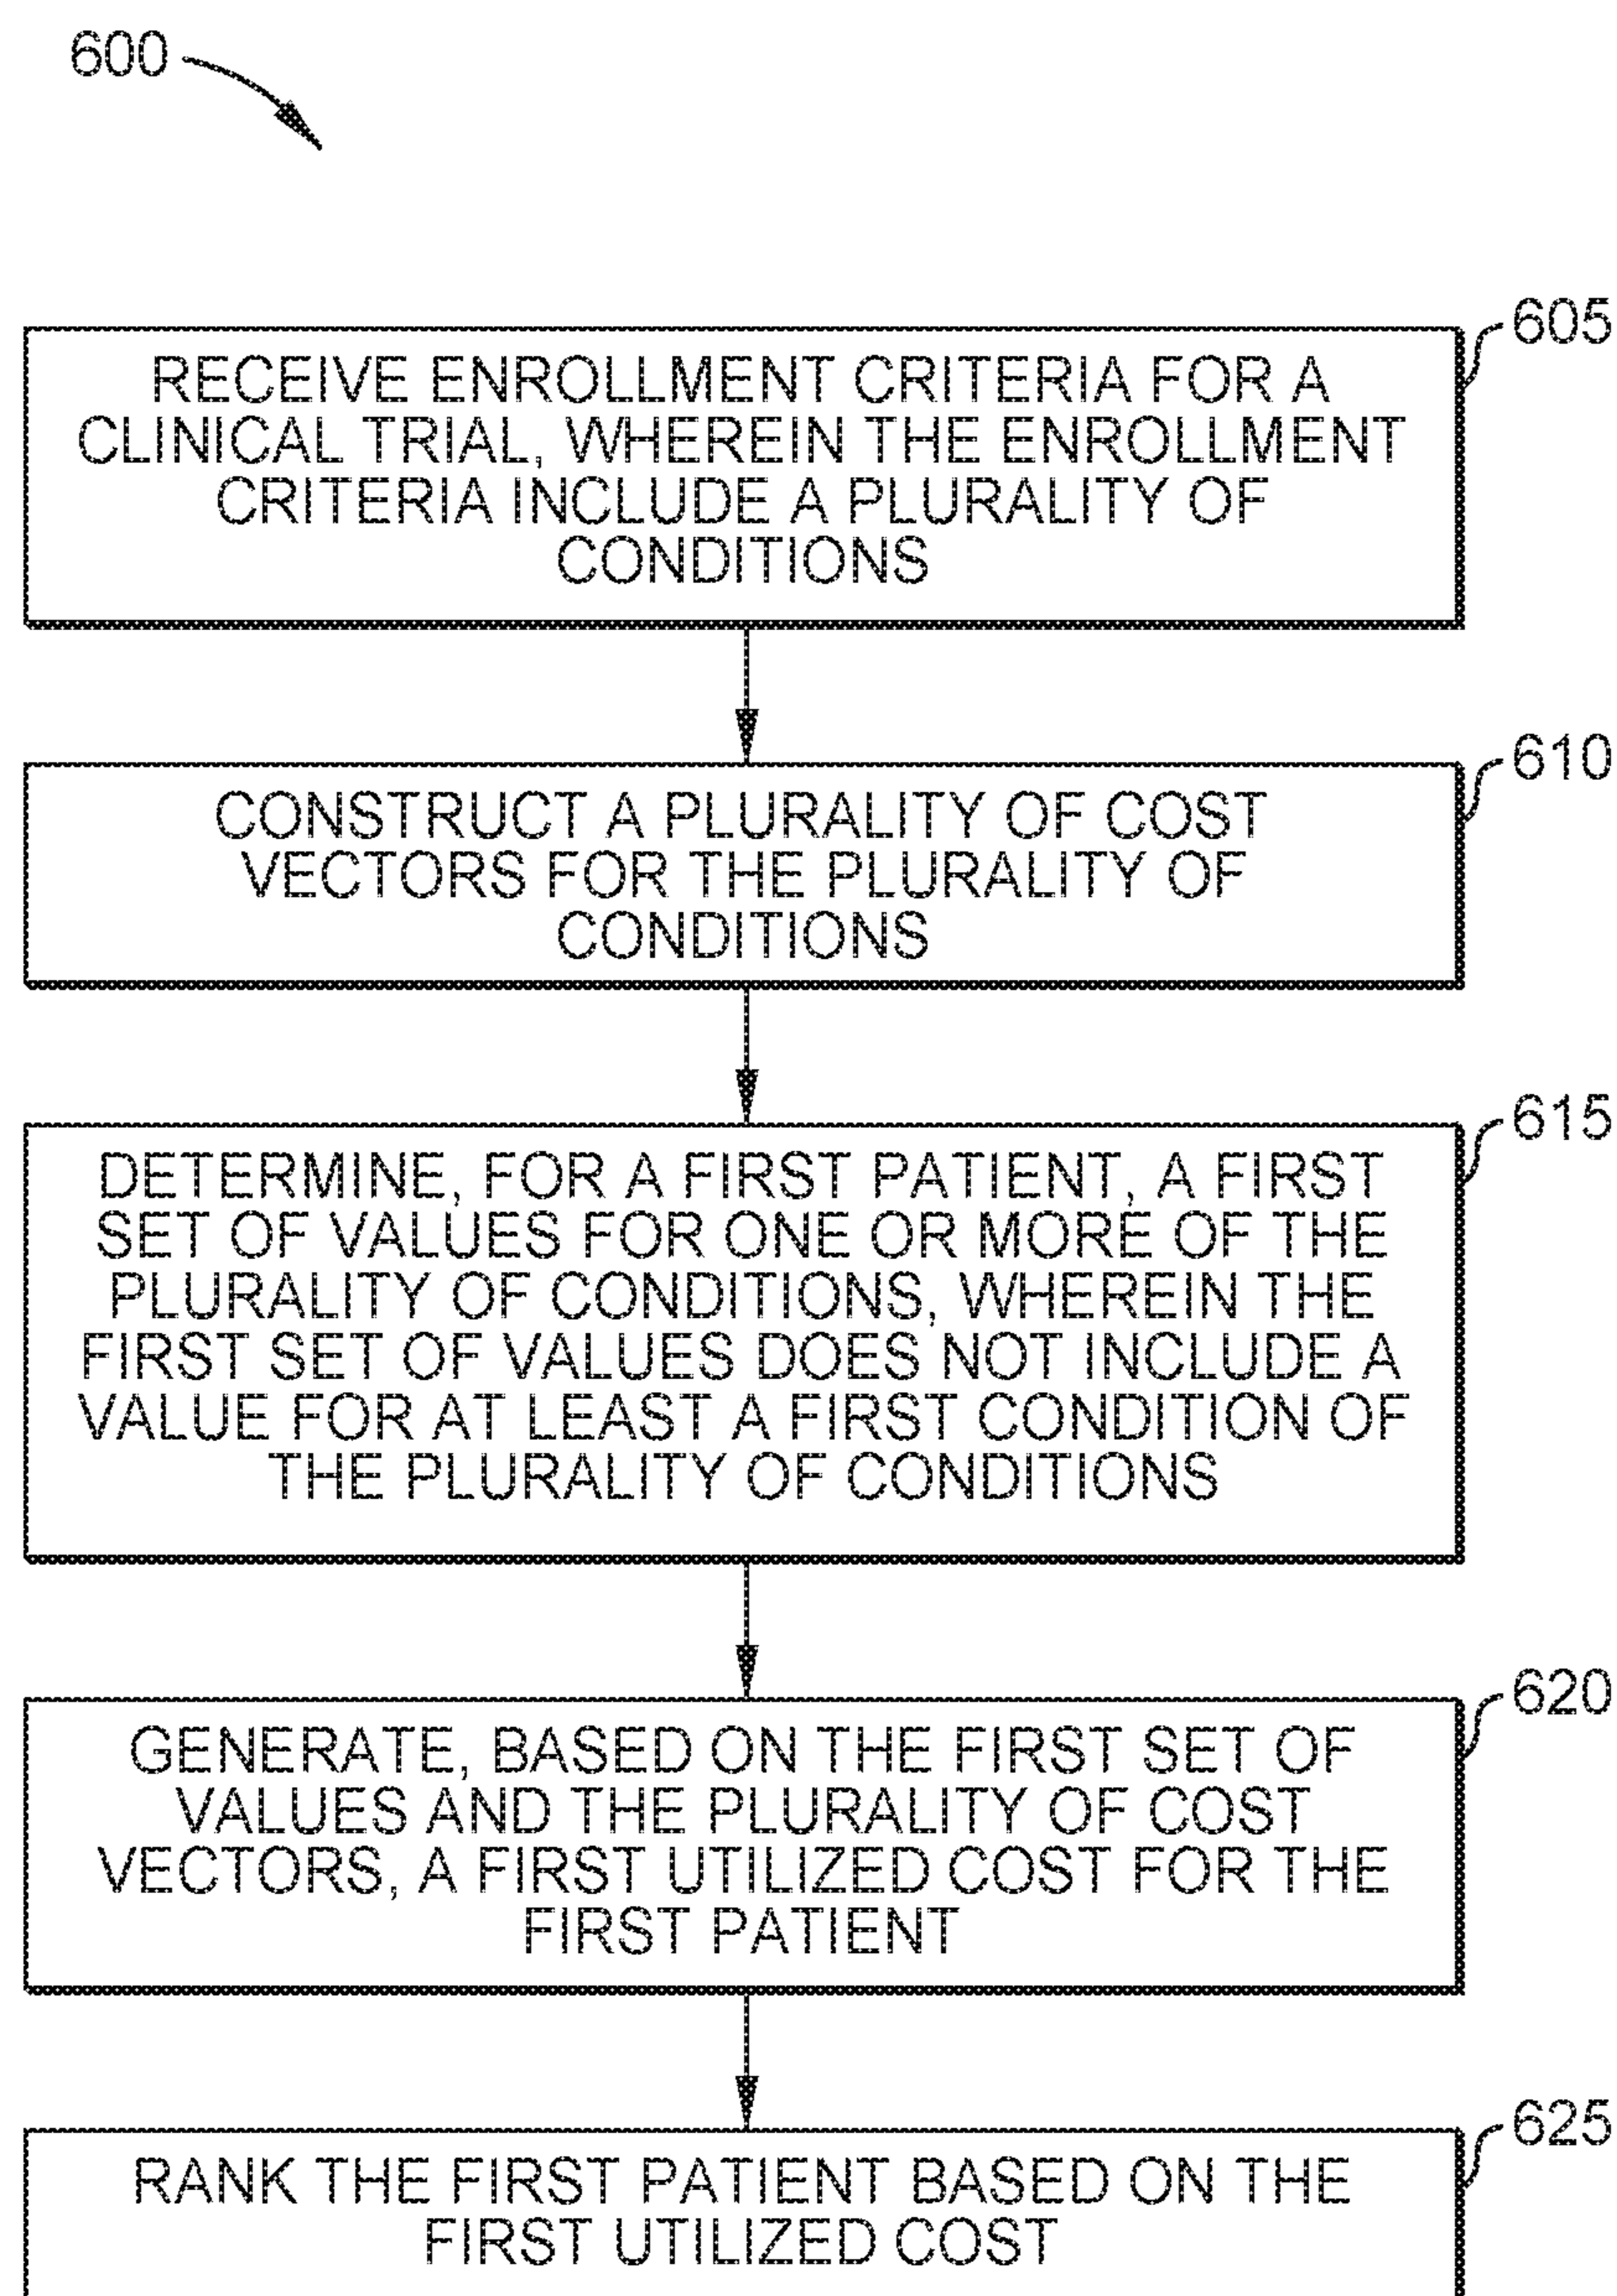 600
605
RECEIVE ENROLLMENT CRITERIA FOR A
CLINICAL TRIAL, WHEREIN THE ENROLLMENT
CRITERIA INCLUDE A PLURALITY OF
CONDITIONS
610
CONSTRUCT A PLURALITY OF COST
VECTORS FOR THE PLURALITY OF
CONDITIONS
615
DETERMINE, FOR A FIRST PATIENT, A FIRST
SET OF VALUES FOR ONE OR MORE OF THE
PLURALITY OF CONDITIONS, WHEREIN THE
FIRST SET OF VALUES DOES NOT INCLUDE A
VALUE FOR AT LEAST A FIRST CONDITION OF
THE PLURALITY OF CONDITIONS
620
GENERATE, BASED ON THE FIRST SET OF
VALUES AND THE PLURALITY OF COST
VECTORS, A FIRST UTILIZED COST FOR THE
FIRST PATIENT
625
RANK THE FIRST PATIENT BASED ON THE
FIRST UTILIZED COST